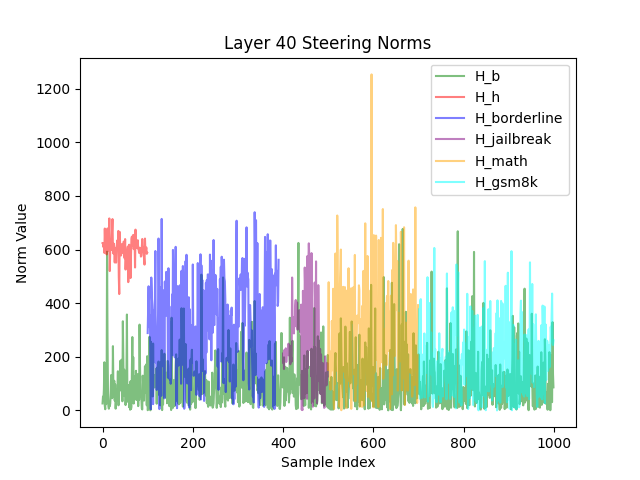 Layer 40 Steering Norms
Norm Value
1200
1000
800
600
400
200
0
H_b
H_h
H_borderline
H_jailbreak
H_math
H_gsm8k
0
200
400
600
800
1000
Sample Index